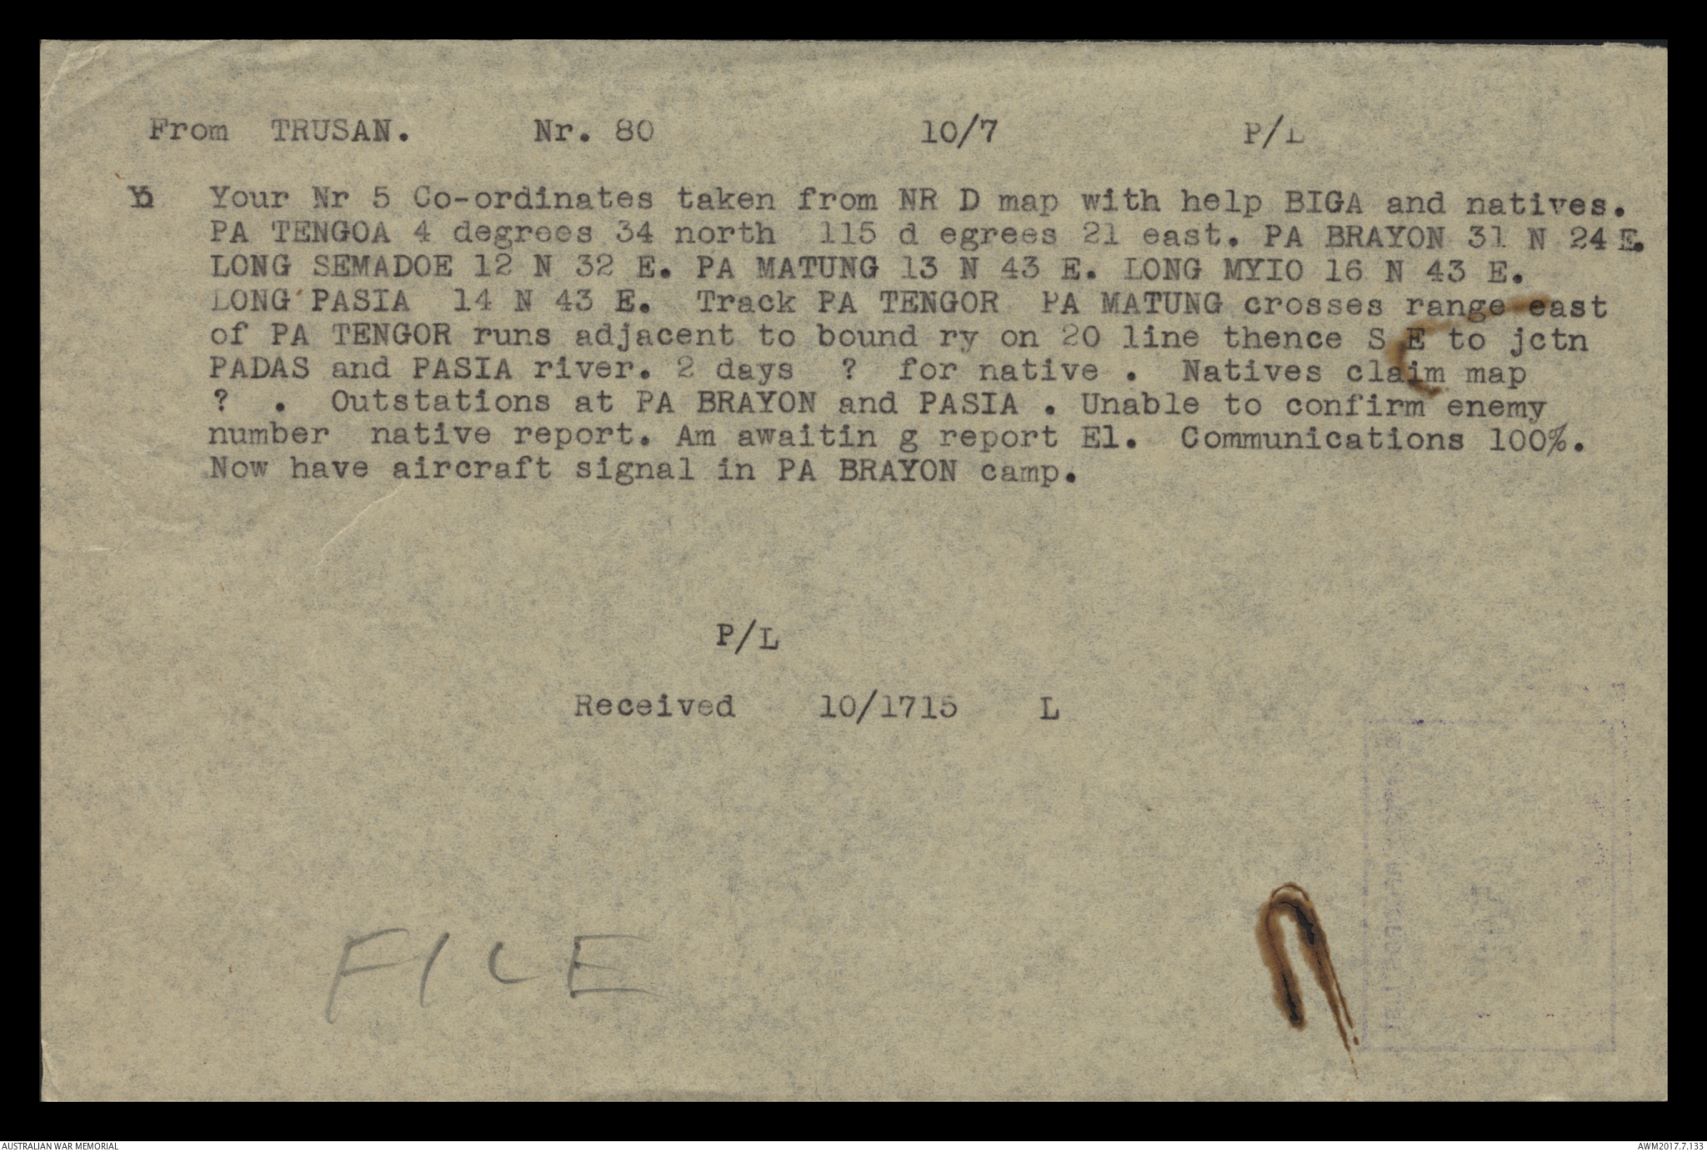 From TRUSAN. Nr. 80 10/7 P/L
Your Nr 5 Co-ordinates taken from NR D map with help BIGA and natives.
PA TENGOA 4 degrees 34 north 115 d egrees 21 east. PA BRAYON 31 N 24 E.
LONG SEMADOE 12 N 32 E. PA MATUNG 13 N 43 E. LONG MYIO 16 N 43 E.
LONG PASIA 14 N 43 E. Track PA TENGOR PA MATUNG crosses range east
of PA TENGOR runs adjacent to bound ry on 20 line thence S E to jctn
PADAS and PASIA river. 2 days ? for native . Natives claim map
? . Outstations at PA BRAYON and PASIA . Unable to confirm enemy
number native report. Am awaitin g report El. Communications 100%.
Now have aircraft signal in PA BRAYON camp.
P/L
Received 10/1715 L
FILE
AUSTRALIAN WAR MEMORIAL AWM2017.7.133